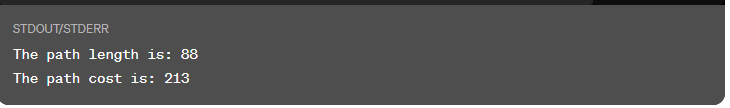 STDOUT/STDERR
The path length is: 88
The path cost is: 213